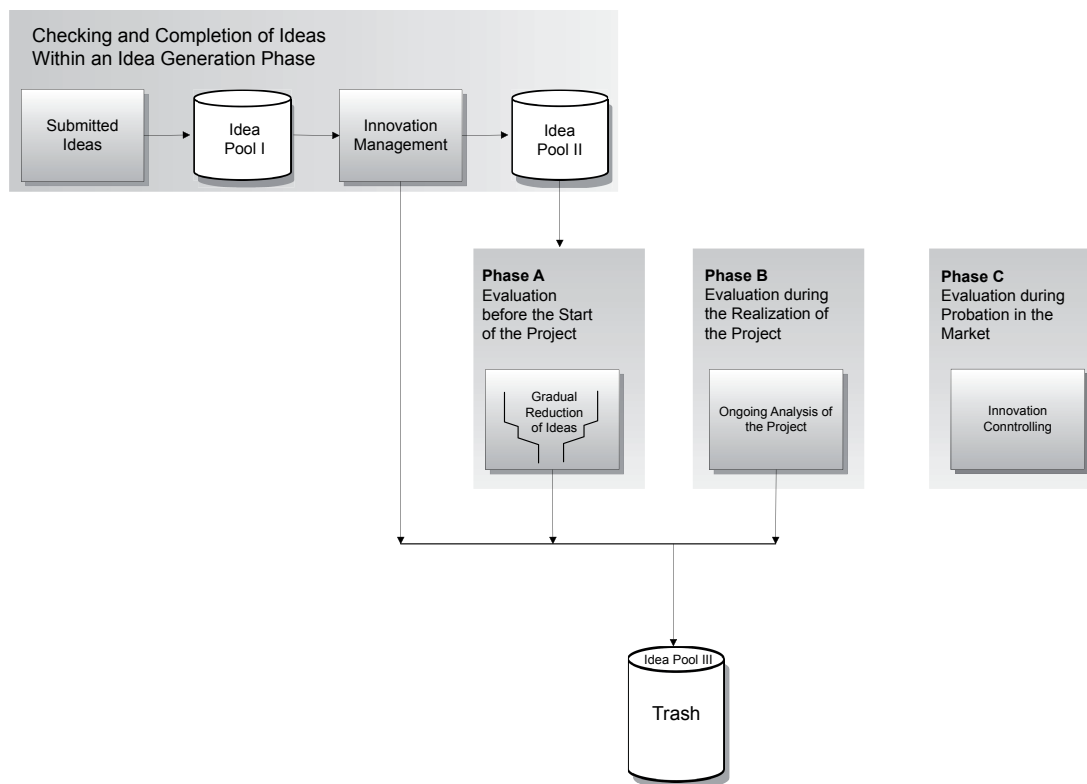 Checking and Completion of Ideas
Within an Idea Generation Phase
Submitted
Ideas
Idea
Pool I
Innovation
Management
Idea
Pool II
Phase A
Evaluation
before the Start
of the Project
Gradual
Reduction
of Ideas
Phase B
Evaluation during
the Realization of
the Project
Ongoing Analysis of
the Project
Phase C
Evaluation during
Probation in the
Market
Innovation
Conntrolling
Idea Pool III
Trash